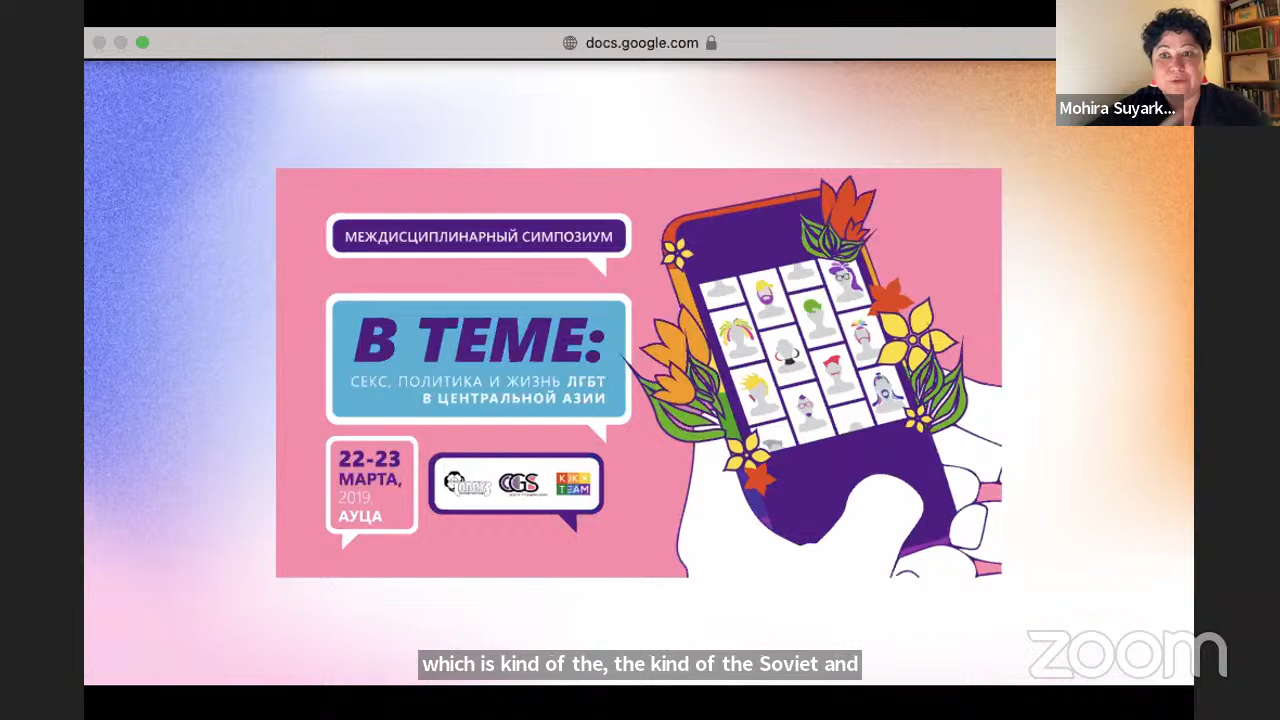 docs.google.com
Mohira Suyark...
МЕЖДИСЦИПЛИНАРНЫЙ СИМПОЗИУМ
В ТЕМЕ:
СЕКС, ПОЛИТИКА И ЖИЗНЬ ЛГБТ
В ЦЕНТРАЛЬНОЙ АЗИИ
22-23
МАРТА,
2019,
АУЦА
CGS
TEAM
which is kind of the, the kind of the Soviet and
zoom